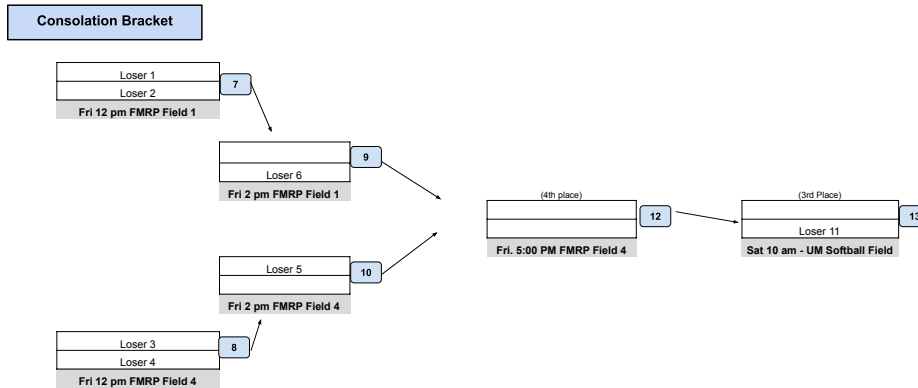 Consolation Bracket
Loser 1
7
Loser 2
Fri 12 pm FMRP Field 1
9
Loser 6
Fri 2 pm FMRP Field 1
(4th place)
(3rd Place)
12
13
Loser 11
Fri. 5:00 PM FMRP Field 4
Sat 10 am - UM Softball Field
Loser 5
10
Fri 2 pm FMRP Field 4
Loser 3
8
Loser 4
Fri 12 pm FMRP Field 4